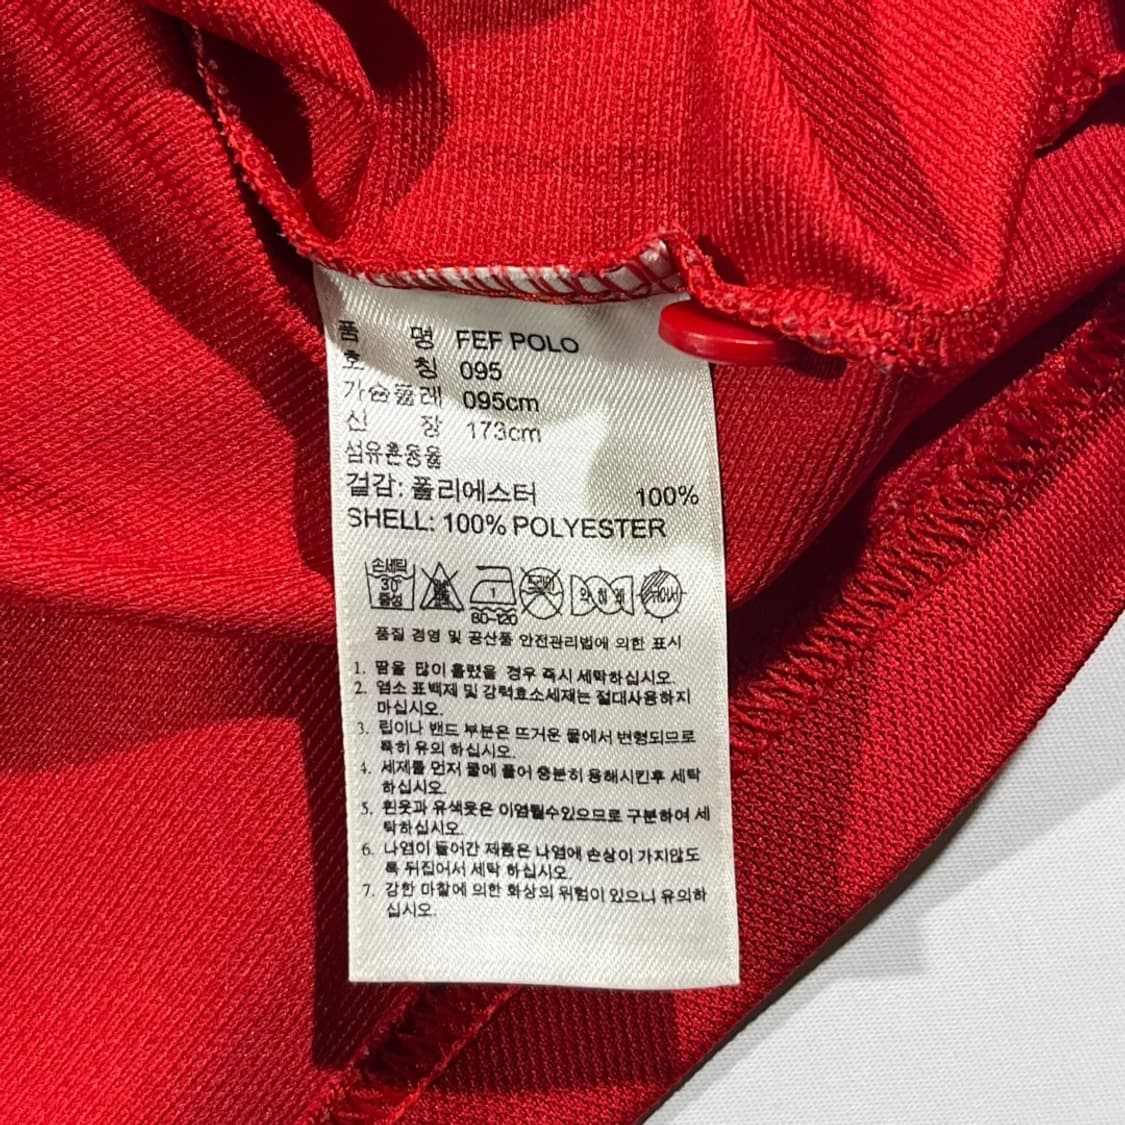 품 명 FEF POLO
호 칭 095
가슴둘레 095cm
신 장 173cm
섬유혼용율
겉감: 폴리에스터 100%
SHELL: 100% POLYESTER
손세탁 30 중성 1 80~120 드라이 약하게 뉘어서
품질 경영 및 공산품 안전관리법에 의한 표시
1. 땀을 많이 흘렸을 경우 즉시 세탁하십시오.
2. 염소 표백제 및 강력효소세재는 절대사용하지
마십시오.
3. 립이나 밴드 부분은 뜨거운 물에서 변형되므로
특히 유의 하십시오.
4. 세제를 먼저 물에 풀어 충분히 용해시킨후 세탁
하십시오.
5. 흰옷과 유색옷은 이염될수있으므로 구분하여 세
탁하십시오.
6. 나염이 들어간 제품은 나염에 손상이 가지않도
록 뒤집어서 세탁 하십시오.
7. 강한 마찰에 의한 화상의 위험이 있으니 유의하
십시오.